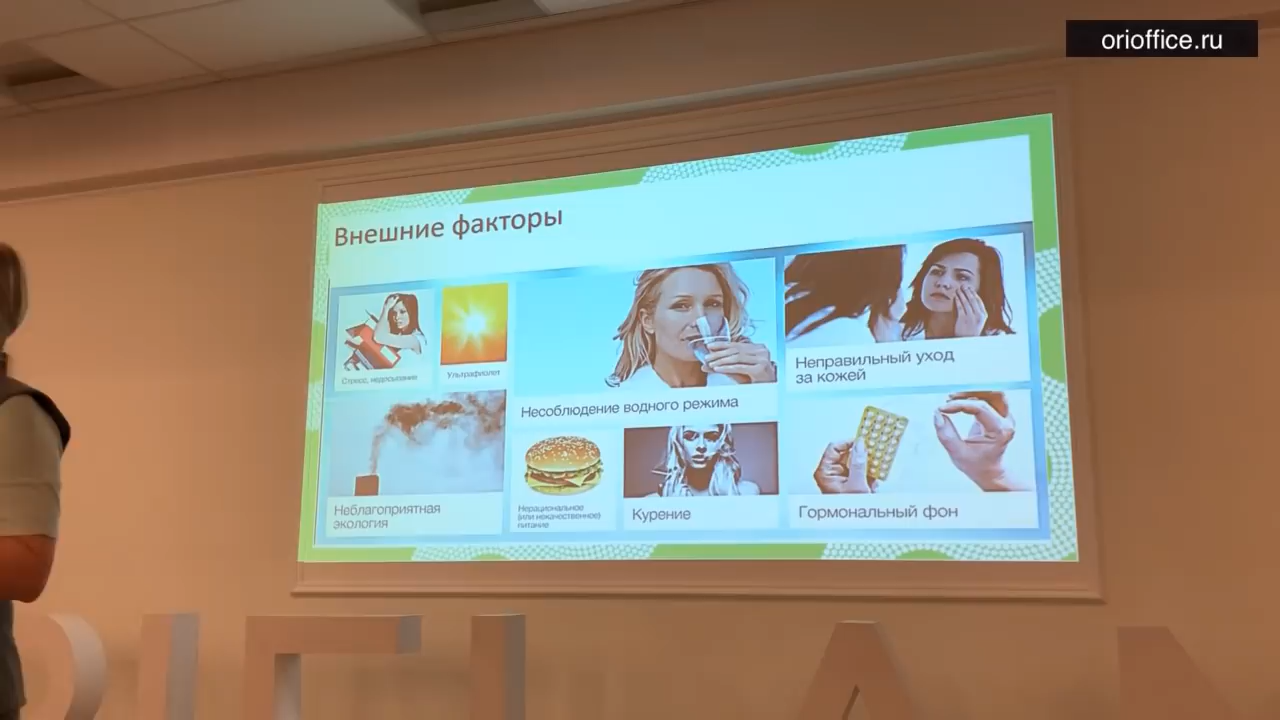 orioffice.ru
Внешние факторы
Стресс, недосыпание
Ультрафиолет
Несоблюдение водного режима
Неправильный уход
за кожей
Неблагоприятная
экология
Нерациональное
(или некачественное)
питание
Курение
Гормональный фон